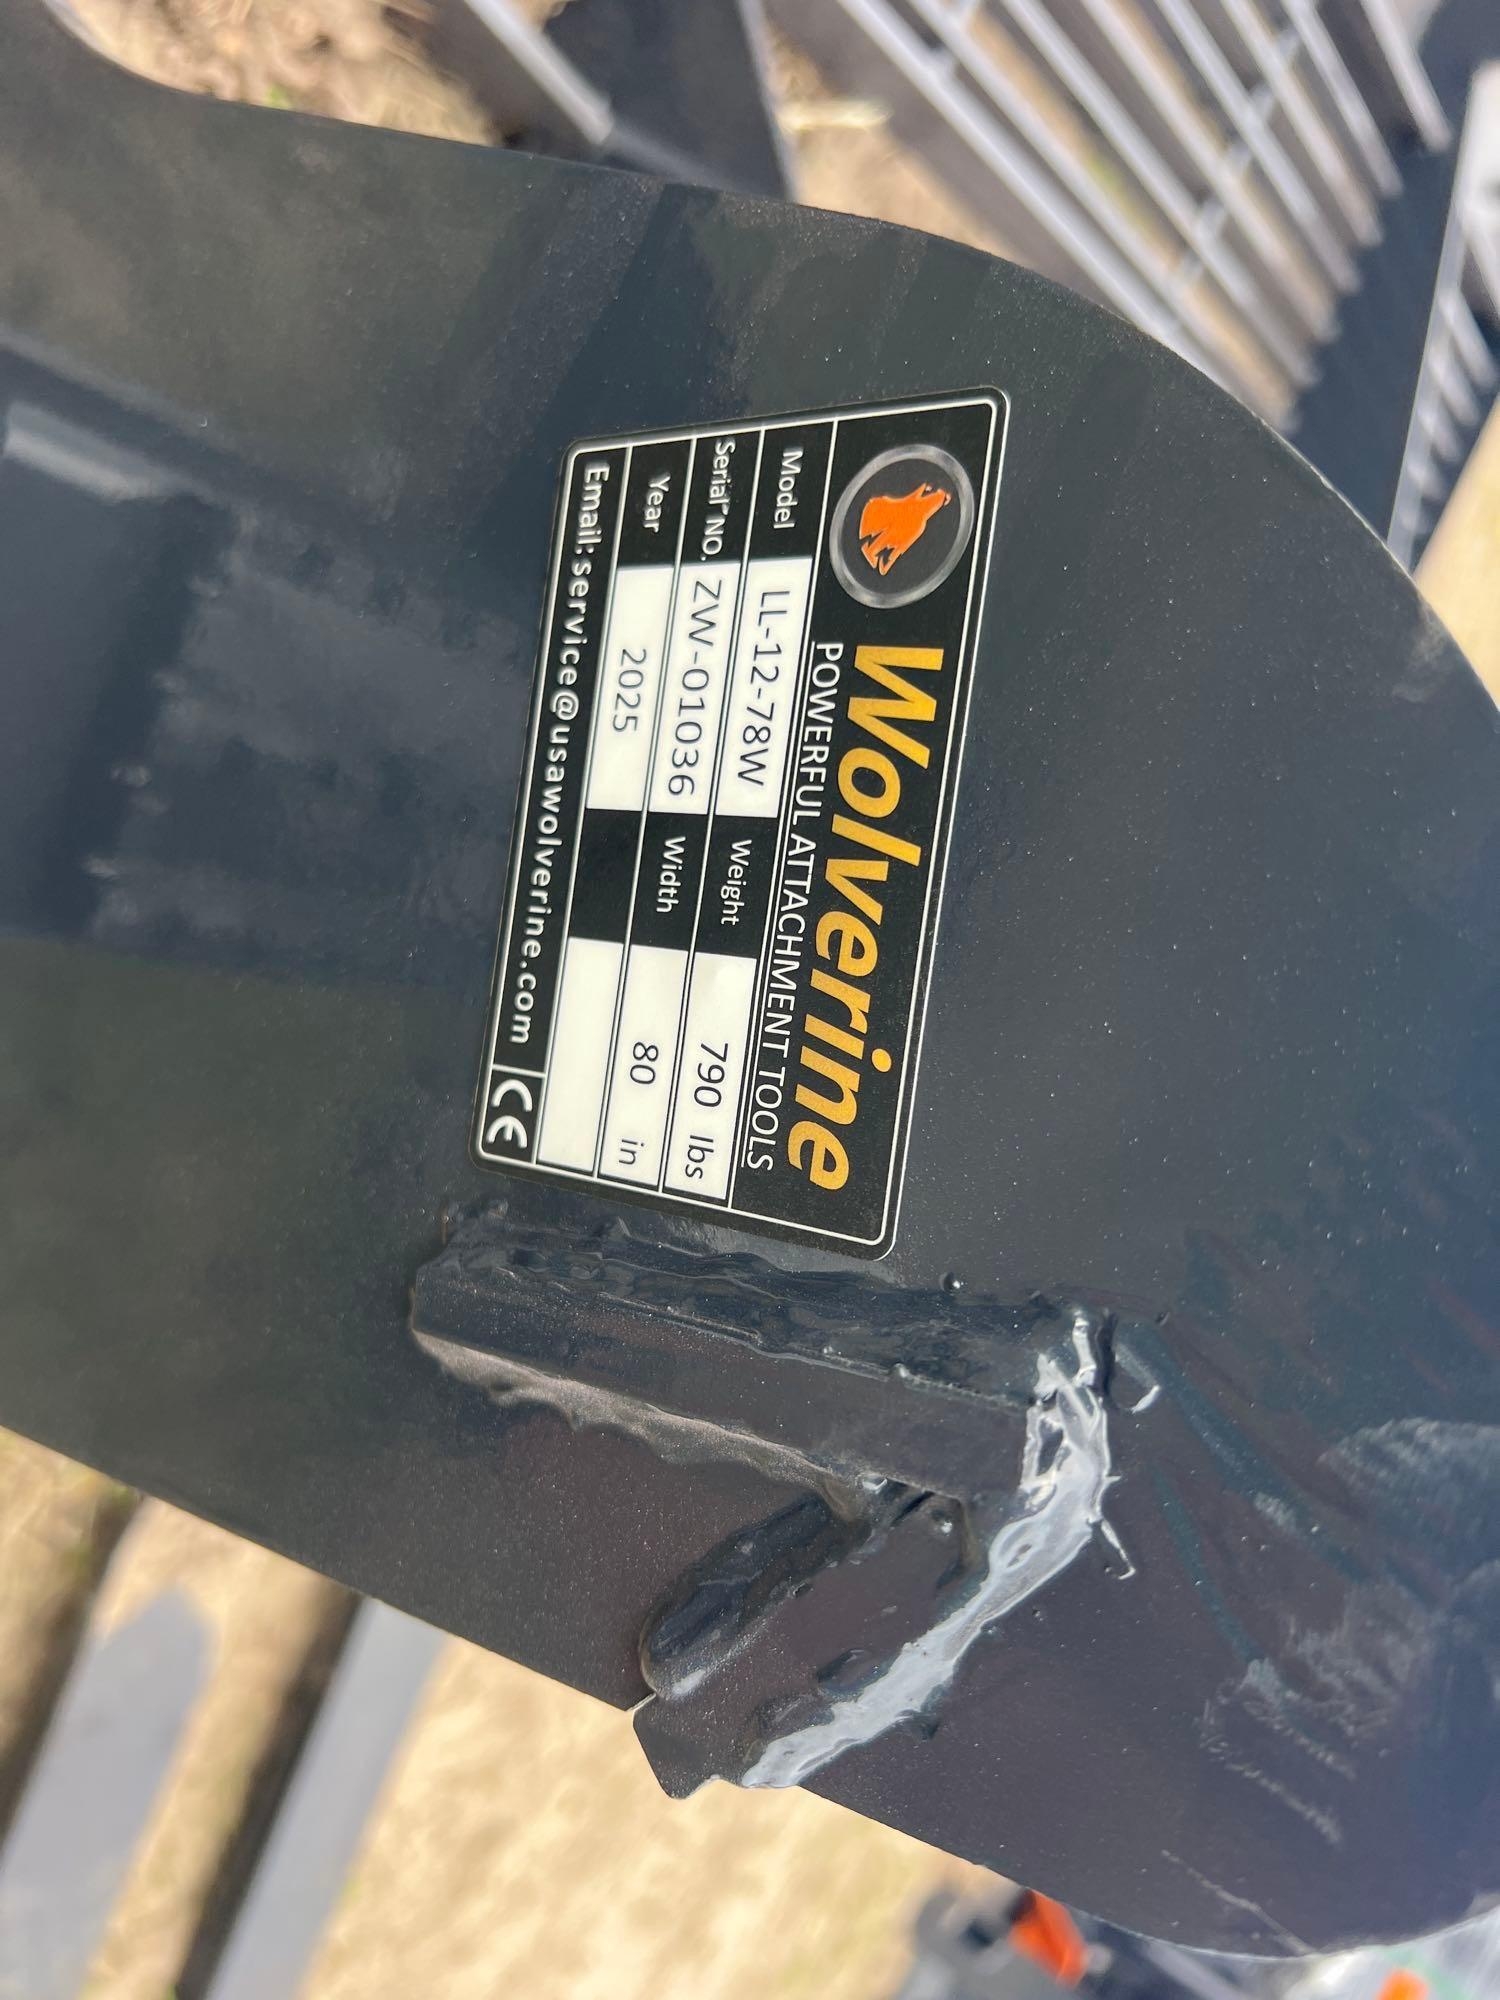 Wolverine
POWERFUL ATTACHMENT TOOLS
Model LL-12-78W Weight 790 lbs
Serial NO. ZW-01036 Width 80 in
Year 2025
Email: service@usawolverine.com CE